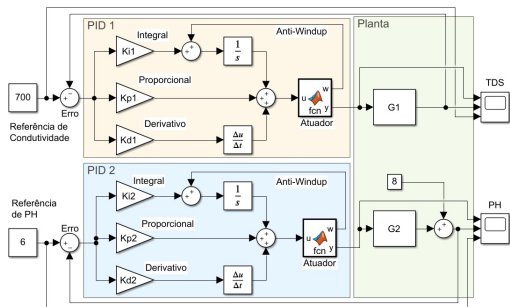 PID 1
Planta
Integral
Anti-Windup
Ki1
1
s
Proporcional
Kp1
u
w
fcn
y
Atuador
Derivativo
Kd1
Δu
Δt
G1
TDS
700
Erro
Referência de
Condutividade
PID 2
Integral
Anti-Windup
Ki2
1
s
Proporcional
Kp2
u
w
fcn
y
Atuador
Derivativo
Kd2
Δu
Δt
8
G2
PH
Referência
de PH
6
Erro